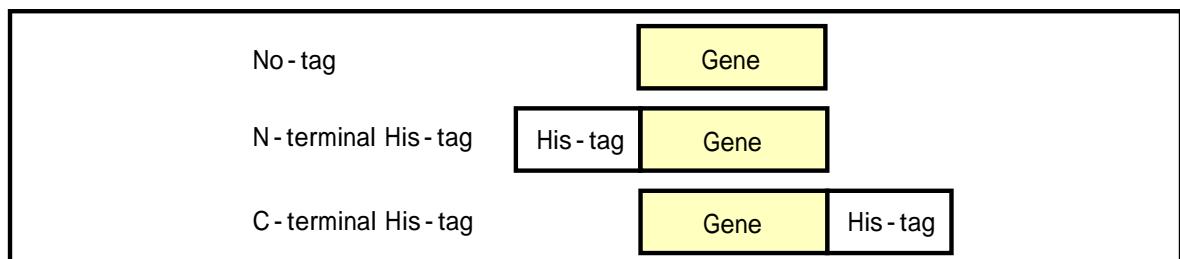 No-tag Gene
N-terminal His-tag His-tag Gene
C-terminal His-tag Gene His-tag